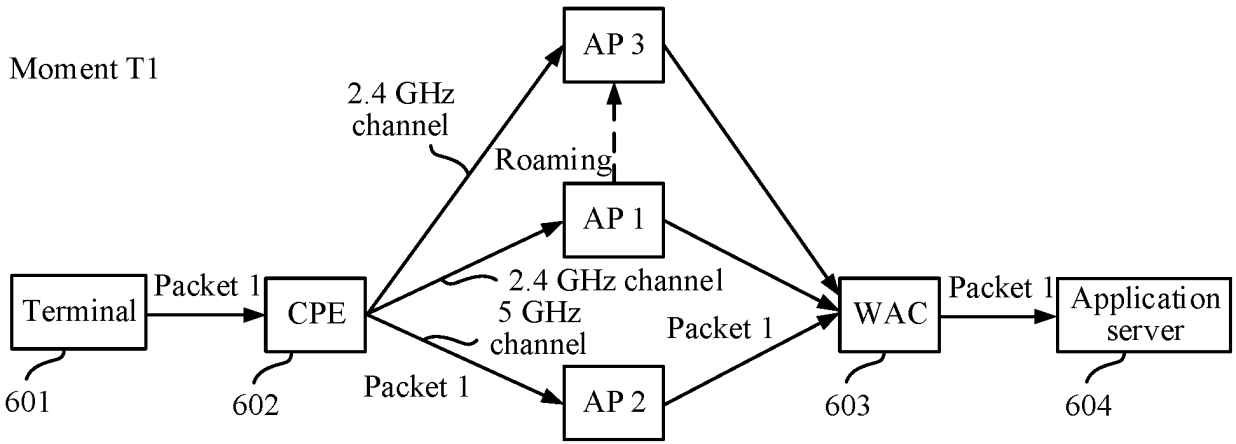 Moment T1
AP 3
2.4 GHz
channel
Roaming
AP 1
Terminal
Packet 1
CPE
2.4 GHz channel
5 GHz
channel
Packet 1
AP 2
Packet 1
WAC
Packet 1
Application
server
601
602
603
604